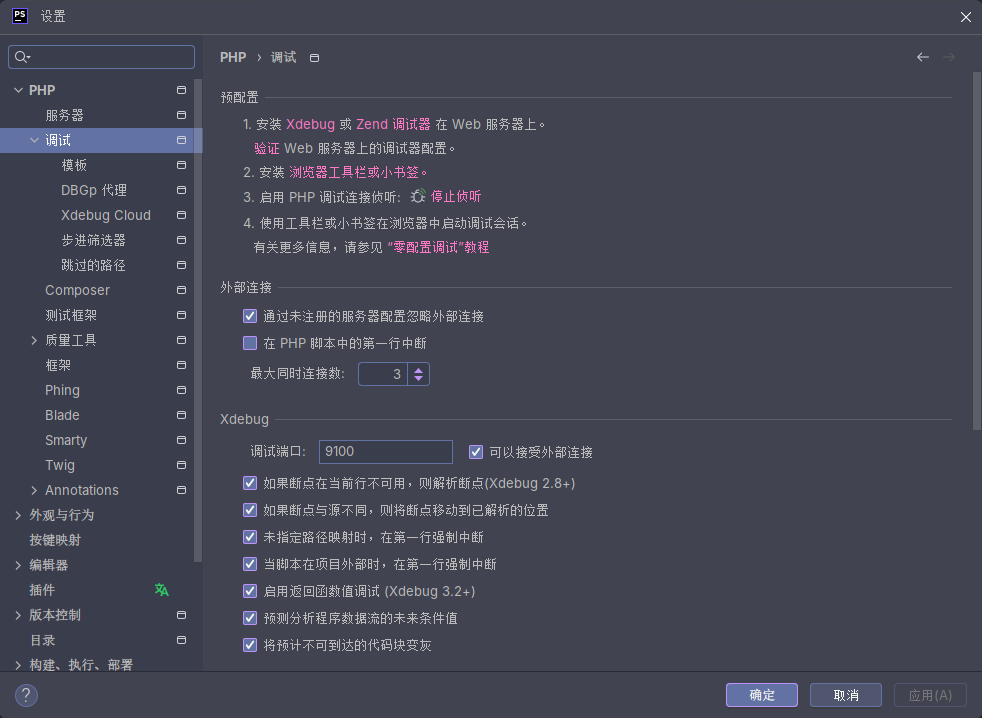 PS 设置
PHP › 调试
PHP
服务器
调试
模板
DBGp 代理
Xdebug Cloud
步进筛选器
跳过的路径
Composer
测试框架
质量工具
框架
Phing
Blade
Smarty
Twig
Annotations
外观与行为
按键映射
编辑器
插件
版本控制
目录
构建、执行、部署
预配置
1. 安装 Xdebug 或 Zend 调试器 在 Web 服务器上。
验证 Web 服务器上的调试器配置。
2. 安装 浏览器工具栏或小书签。
3. 启用 PHP 调试连接侦听: 停止侦听
4. 使用工具栏或小书签在浏览器中启动调试会话。
有关更多信息，请参见 “零配置调试”教程
外部连接
通过未注册的服务器配置忽略外部连接
在 PHP 脚本中的第一行中断
最大同时连接数: 3
Xdebug
调试端口: 9100 可以接受外部连接
如果断点在当前行不可用，则解析断点(Xdebug 2.8+)
如果断点与源不同，则将断点移动到已解析的位置
未指定路径映射时，在第一行强制中断
当脚本在项目外部时，在第一行强制中断
启用返回函数值调试 (Xdebug 3.2+)
预测分析程序数据流的未来条件值
将预计不可到达的代码块变灰
? 确定 取消 应用(A)